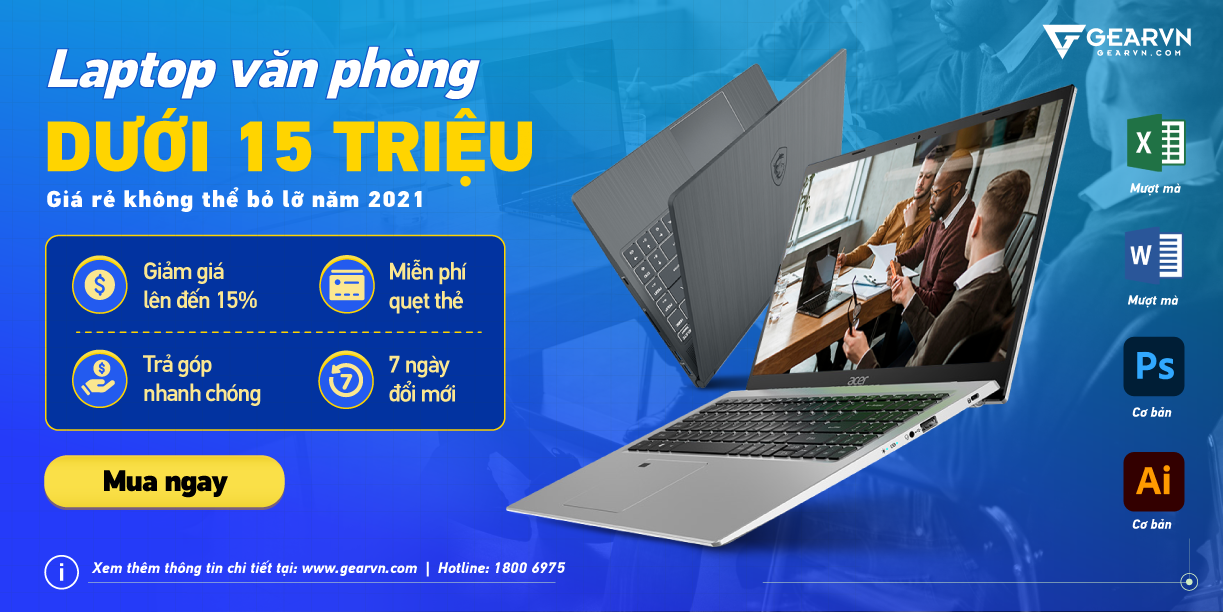 GEARVN
GEARVN.COM
Laptop văn phòng
DƯỚI 15 TRIỆU
Giá rẻ không thể bỏ lỡ năm 2021
Giảm giá
lên đến 15%
Miễn phí
quẹt thẻ
Trả góp
nhanh chóng
7
7 ngày
đổi mới
Mua ngay
Xem thêm thông tin chi tiết tại: www.gearvn.com | Hotline: 1800 6975
acer
X
Mượt mà
W
Mượt mà
Ps
Cơ bản
Ai
Cơ bản